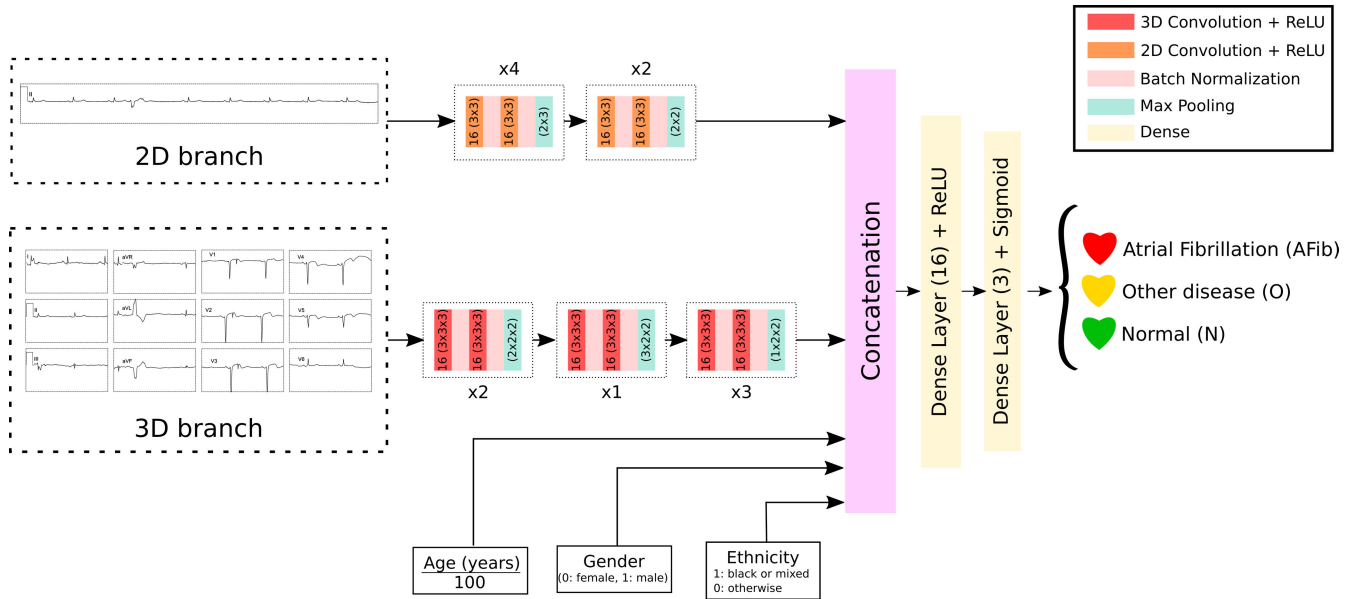 3D Convolution + ReLU
2D Convolution + ReLU
Batch Normalization
Max Pooling
Dense
II
2D branch
x4
16 (3x3)
16 (3x3)
(2x3)
x2
16 (3x3)
16 (3x3)
(2x2)
I
aVR
V1
V4
II
aVL
V2
V5
III
aVF
V3
V6
3D branch
16 (3x3x3)
16 (3x3x3)
(2x2x2)
x2
16 (3x3x3)
16 (3x3x3)
(3x2x2)
x1
16 (3x3x3)
16 (3x3x3)
(1x2x2)
x3
Age (years)
100
Gender
(0: female, 1: male)
Ethnicity
1: black or mixed
0: otherwise
Concatenation
Dense Layer (16) + ReLU
Dense Layer (3) + Sigmoid
Atrial Fibrillation (AFib)
Other disease (O)
Normal (N)